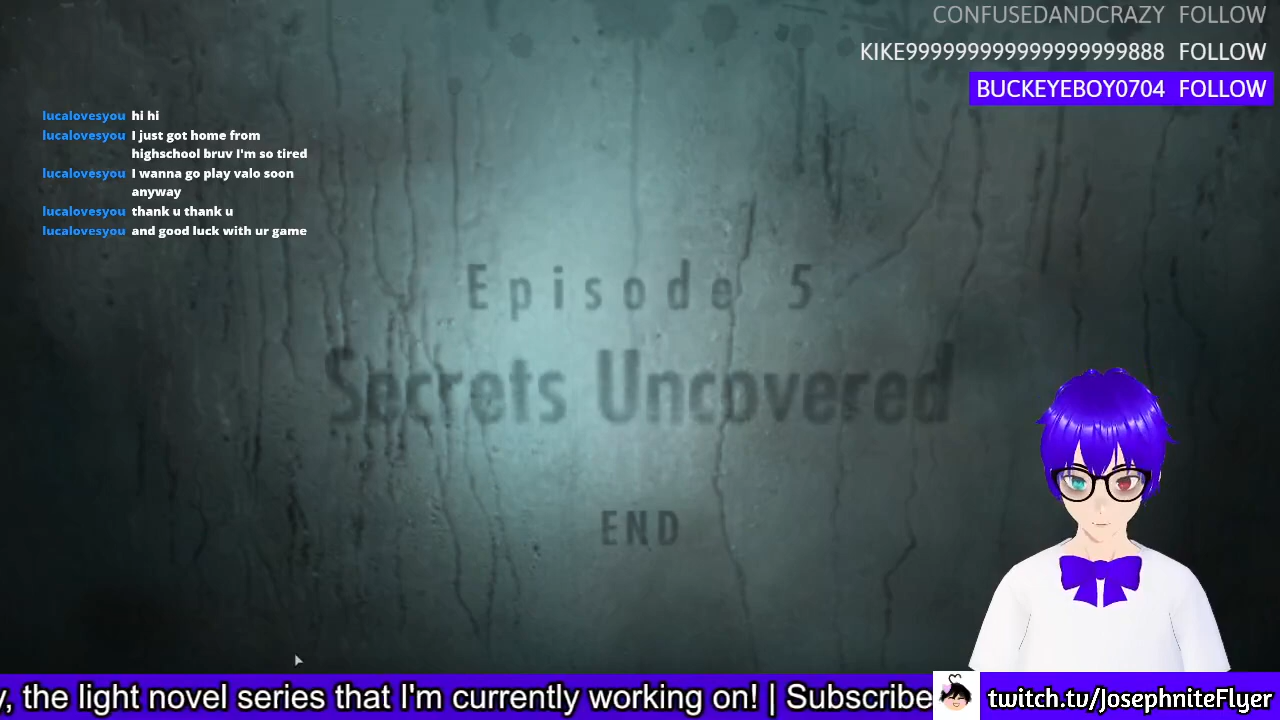 CONFUSEDANDCRAZY FOLLOW
KIKE999999999999999999888 FOLLOW
BUCKEYEBOY0704 FOLLOW
lucalovesyou hi hi
lucalovesyou I just got home from
highschool bruv I'm so tired
lucalovesyou I wanna go play valo soon
anyway
lucalovesyou thank u thank u
lucalovesyou and good luck with ur game
Episode 5
Secrets Uncovered
END
y, the light novel series that I'm currently working on! | Subscribe
twitch.tv/JosephniteFlyer